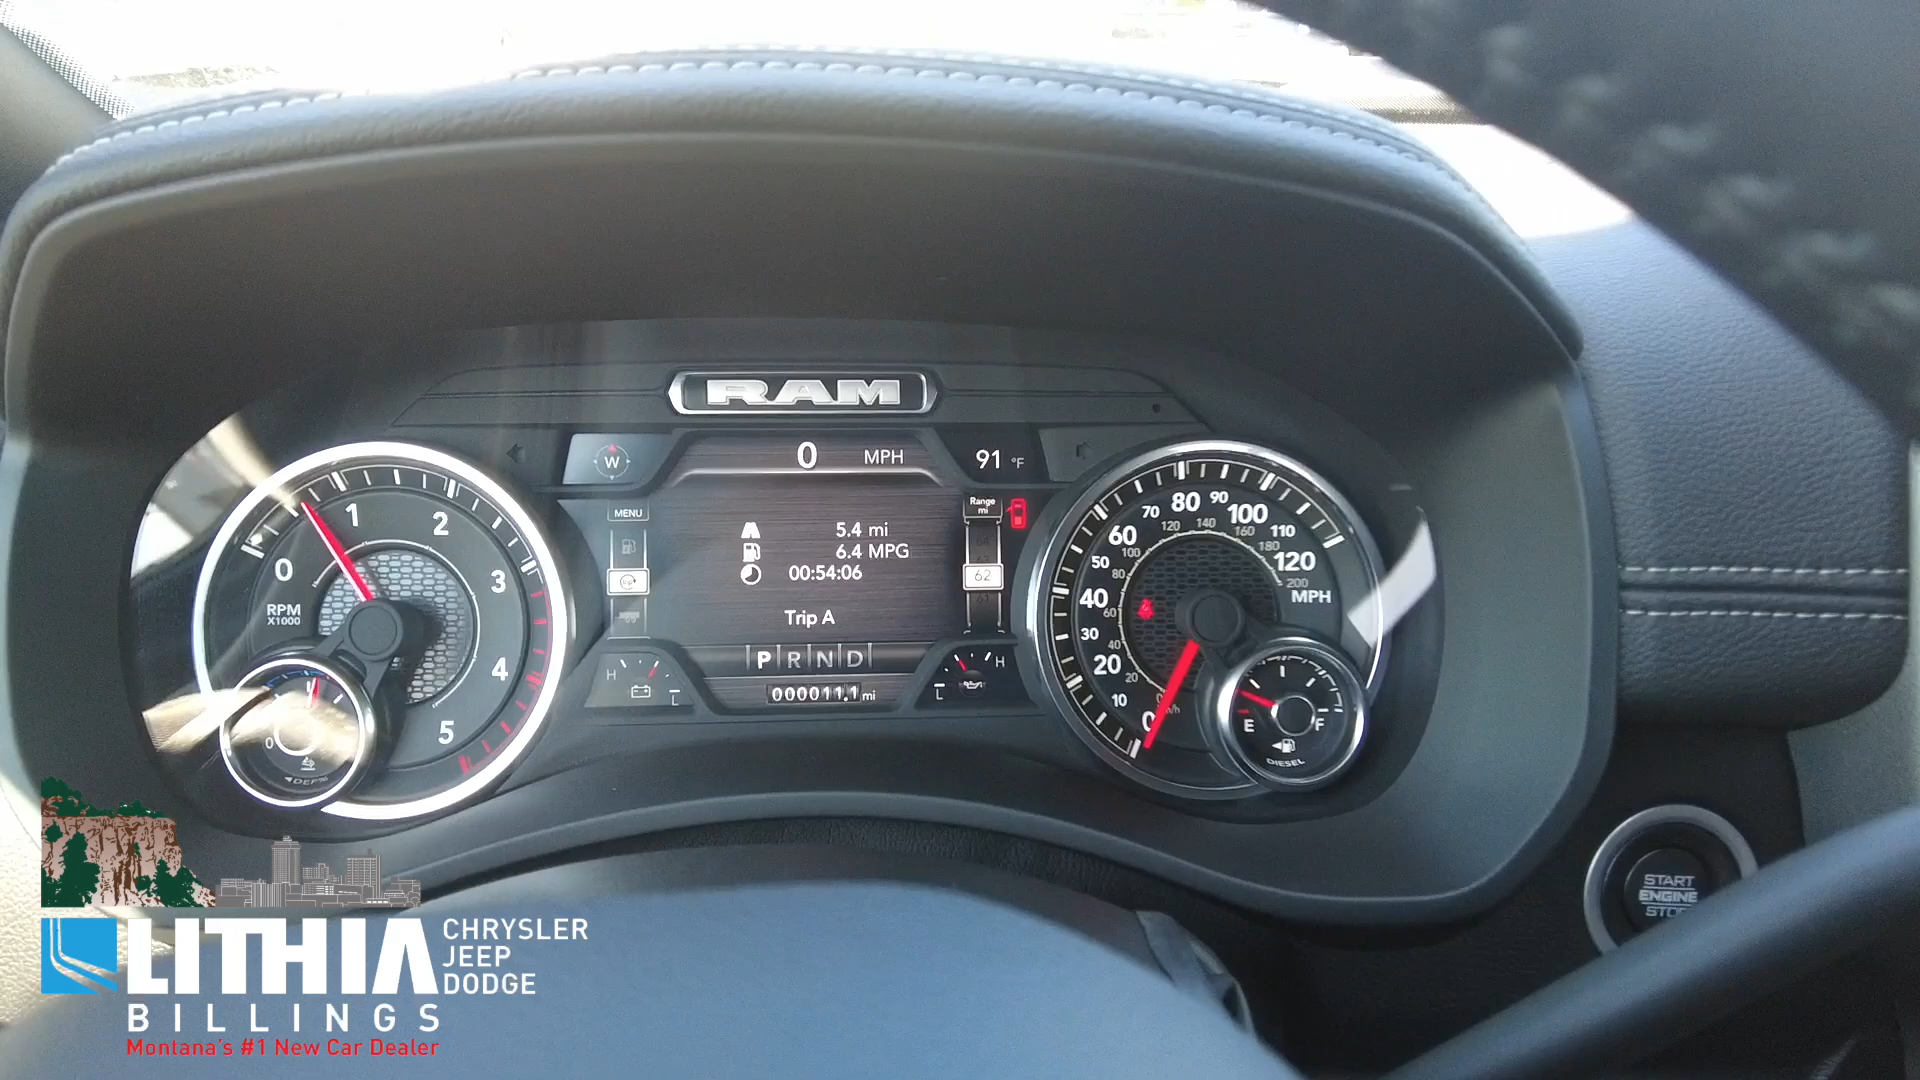 RAM
W
0 MPH
91 °F
MENU
5.4 mi
6.4 MPG
00:54:06
Trip A
Range
mi
62
P R N D
000011.1 mi
H
L
H
L
0 1 2 3 4 5
RPM
X1000
0
DEF
0 10 20 30 40 50 60 70 80 90 100 110 120
MPH
20 40 60 80 100 120 140 160 180 200
E F
DIESEL
START
ENGINE
STOP
LITHIA
CHRYSLER
JEEP
DODGE
BILLINGS
Montana's #1 New Car Dealer